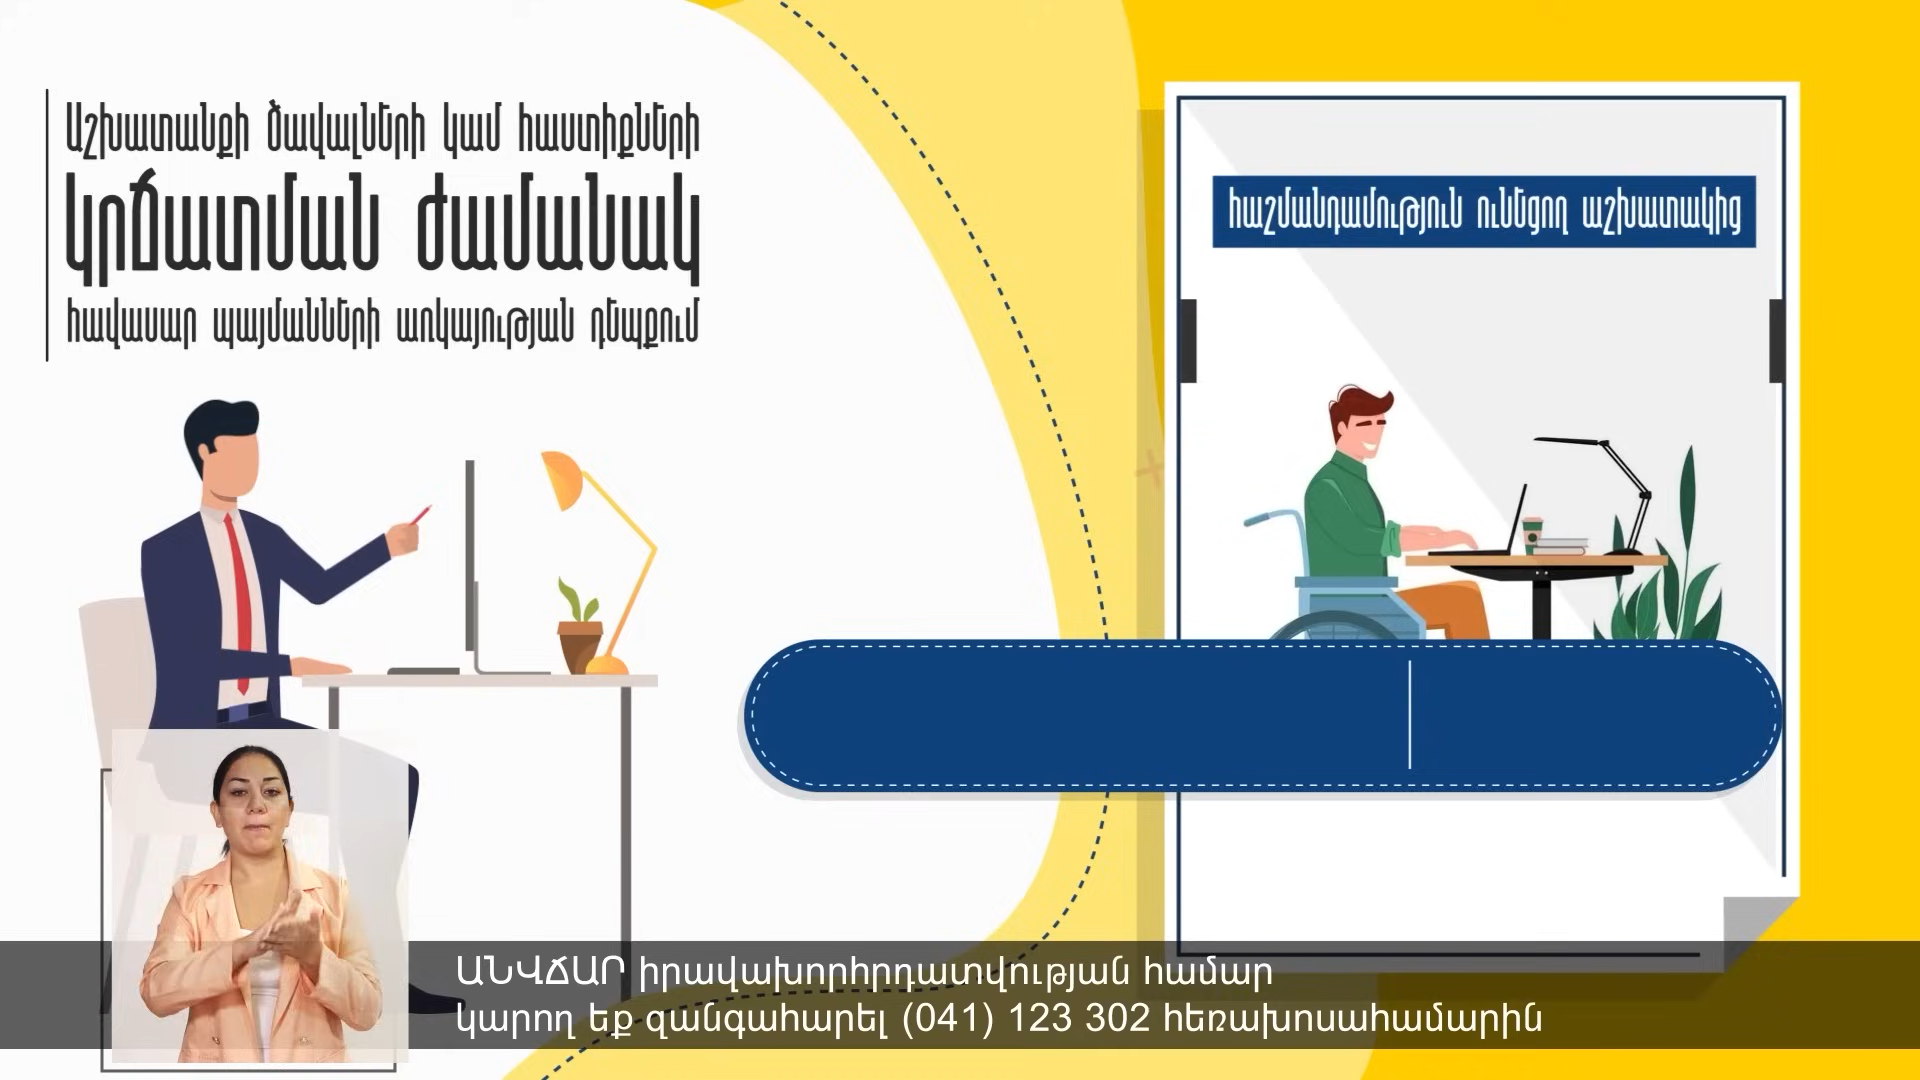 Աշխատանքի ծավալների կամ հաստիքների
կրճատման ժամանակ
հավասար պայմանների առկայության դեպքում
հաշմանդամություն ունեցող աշխատակից
ԱՆՎՃԱՐ իրավախորհրդատվության համար
կարող եք զանգահարել (041) 123 302 հեռախոսահամարին